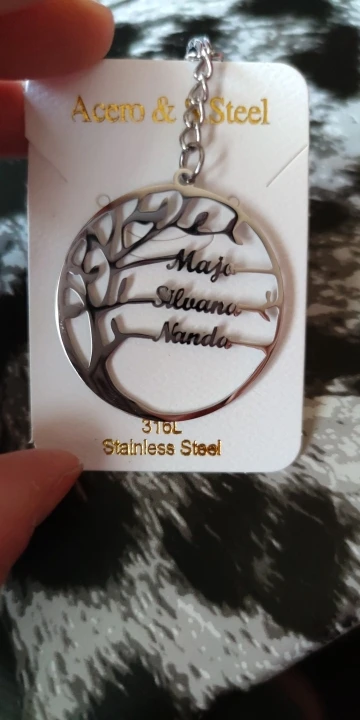 Acero & S Steel
Majo
Silvana
Nanda
316L
Stainless Steel